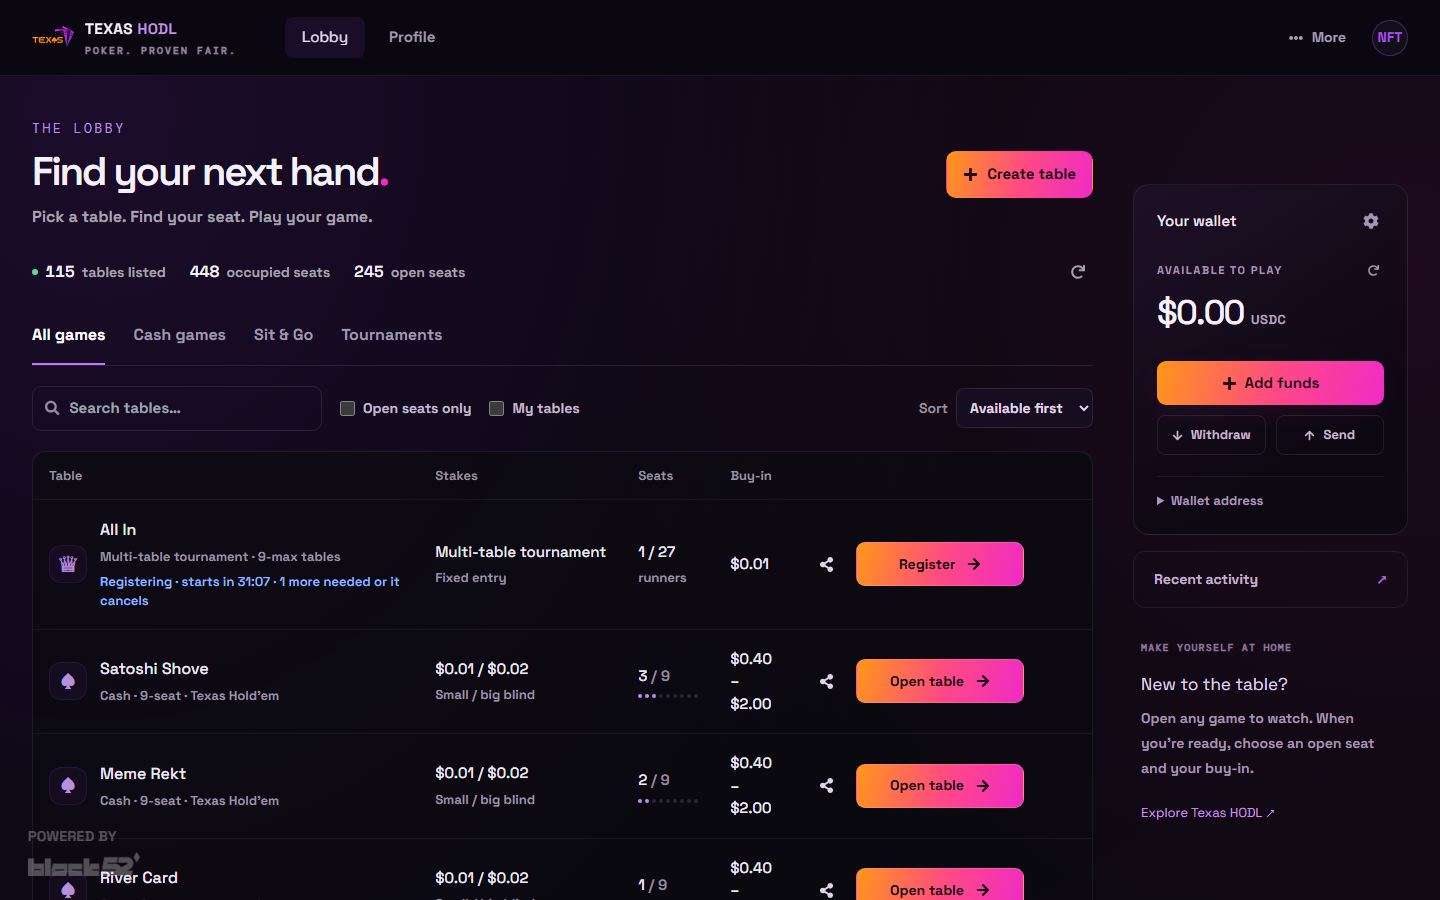 TEXAS
TEXAS HODL
POKER. PROVEN FAIR.
Lobby
Profile
More
NFT
THE LOBBY
Find your next hand.
Pick a table. Find your seat. Play your game.
Create table
115 tables listed
448 occupied seats
245 open seats
All games
Cash games
Sit & Go
Tournaments
Search tables...
Open seats only
My tables
Sort
Available first
Table
Stakes
Seats
Buy-in
All In
Multi-table tournament · 9-max tables
Registering · starts in 31:07 · 1 more needed or it
cancels
Multi-table tournament
Fixed entry
1 / 27
runners
$0.01
Register
Satoshi Shove
Cash · 9-seat · Texas Hold'em
$0.01 / $0.02
Small / big blind
3 / 9
$0.40
–
$2.00
Open table
Meme Rekt
Cash · 9-seat · Texas Hold'em
$0.01 / $0.02
Small / big blind
2 / 9
$0.40
–
$2.00
Open table
River Card
$0.01 / $0.02
1 / 9
$0.40
–
Open table
POWERED BY
block52
Your wallet
AVAILABLE TO PLAY
$0.00 USDC
Add funds
Withdraw
Send
Wallet address
Recent activity
MAKE YOURSELF AT HOME
New to the table?
Open any game to watch. When
you're ready, choose an open seat
and your buy-in.
Explore Texas HODL ↗